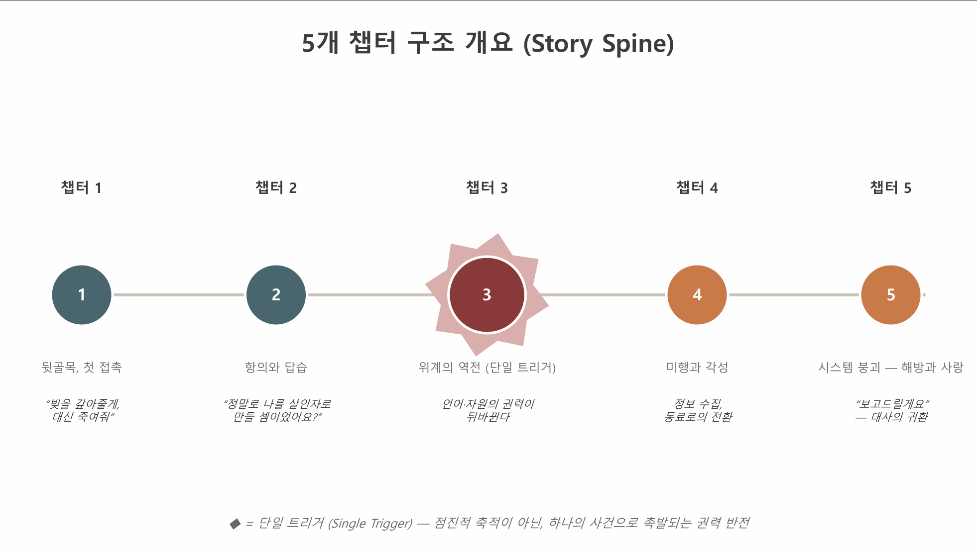 5개 챕터 구조 개요 (Story Spine)
챕터 1
챕터 2
챕터 3
챕터 4
챕터 5
1
2
3
4
5
뒷골목, 첫 접촉
항의와 답습
위계의 역전 (단일 트리거)
미행과 각성
시스템 붕괴 — 해방과 사랑
“빚을 갚아줄게,
대신 죽여줘”
“정말로 나를 살인자로
만들 셈이었어요?”
언어·자원의 권력이
뒤바뀐다
정보 수집,
동료로의 전환
“보고드릴게요”
— 대사의 귀환
◆ = 단일 트리거 (Single Trigger) — 점진적 축적이 아닌, 하나의 사건으로 촉발되는 권력 반전